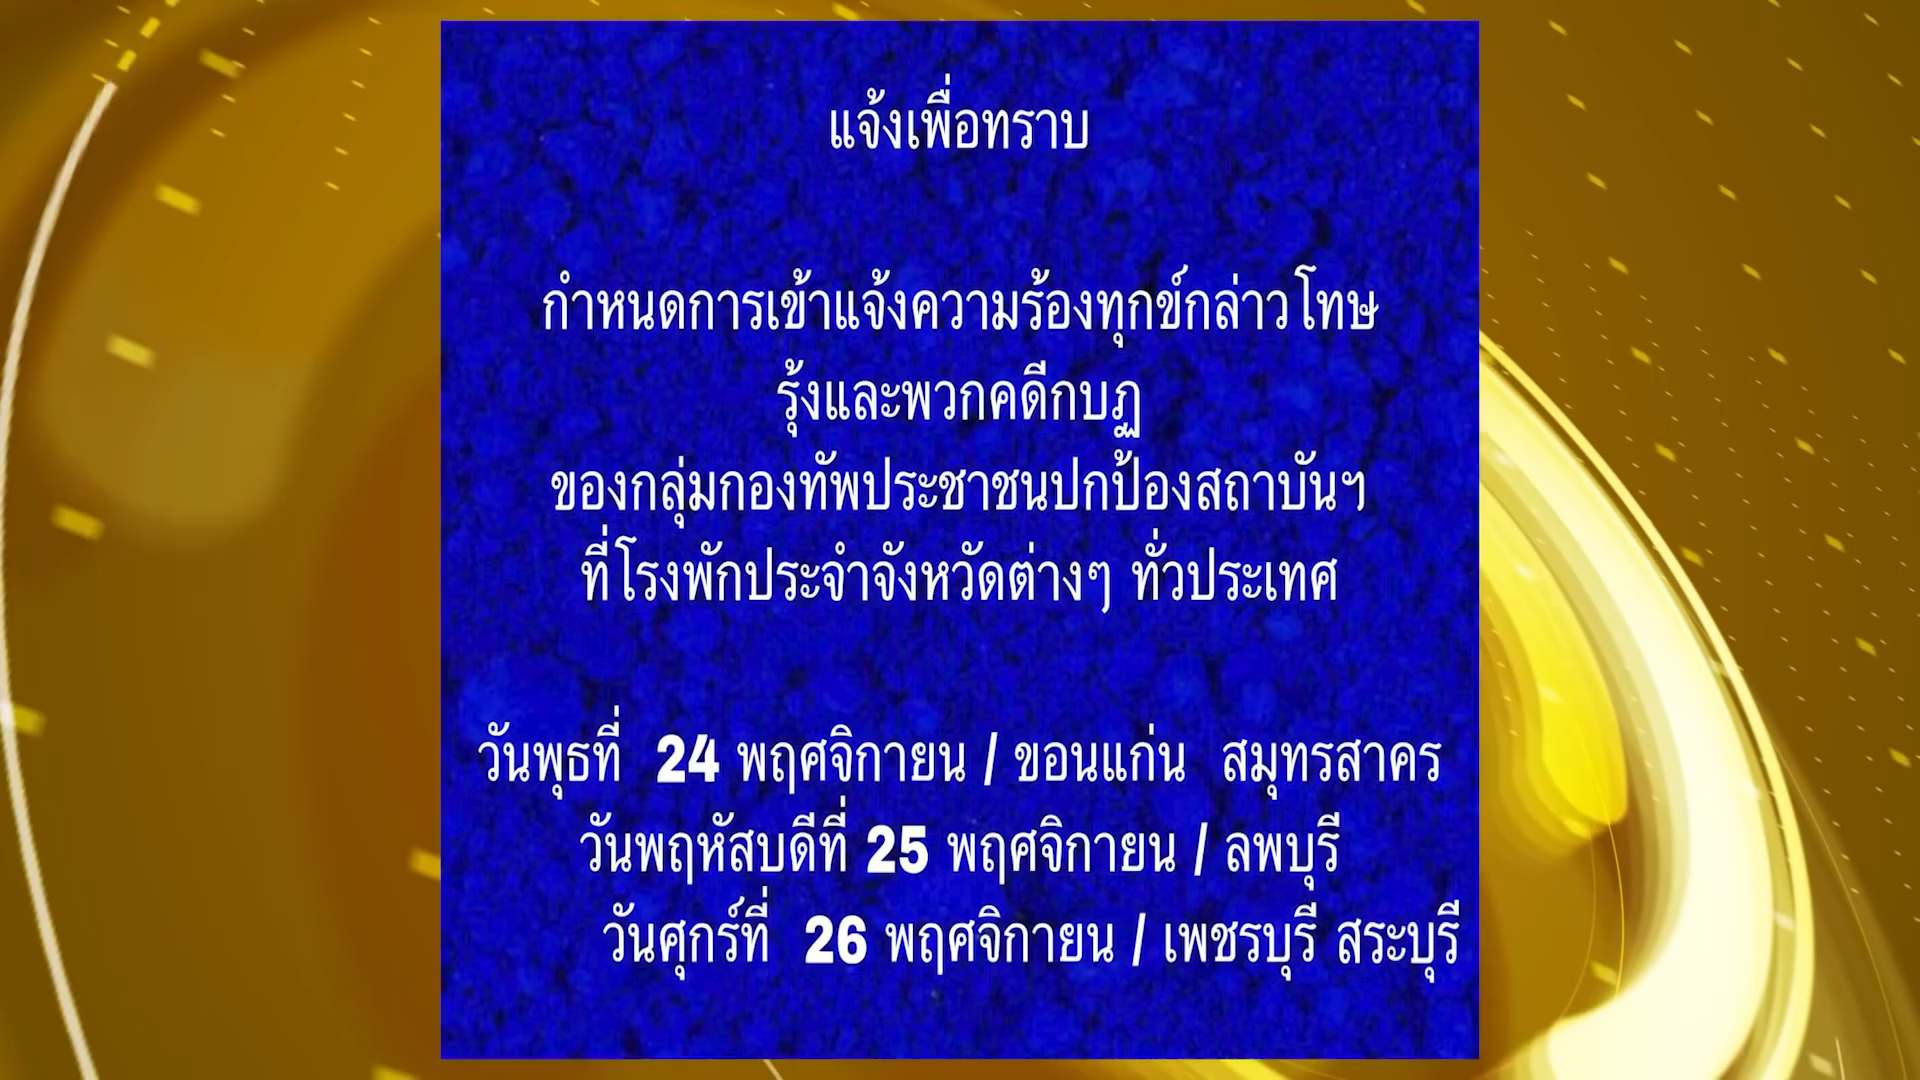 แจ้งเพื่อทราบ
กำหนดการเข้าแจ้งความร้องทุกข์กล่าวโทษ
รุ้งและพวกคดีกบฏ
ของกลุ่มกองทัพประชาชนปกป้องสถาบันฯ
ที่โรงพักประจำจังหวัดต่างๆ ทั่วประเทศ
วันพุธที่ 24 พฤศจิกายน / ขอนแก่น สมุทรสาคร
วันพฤหัสบดีที่ 25 พฤศจิกายน / ลพบุรี
วันศุกร์ที่ 26 พฤศจิกายน / เพชรบุรี สระบุรี